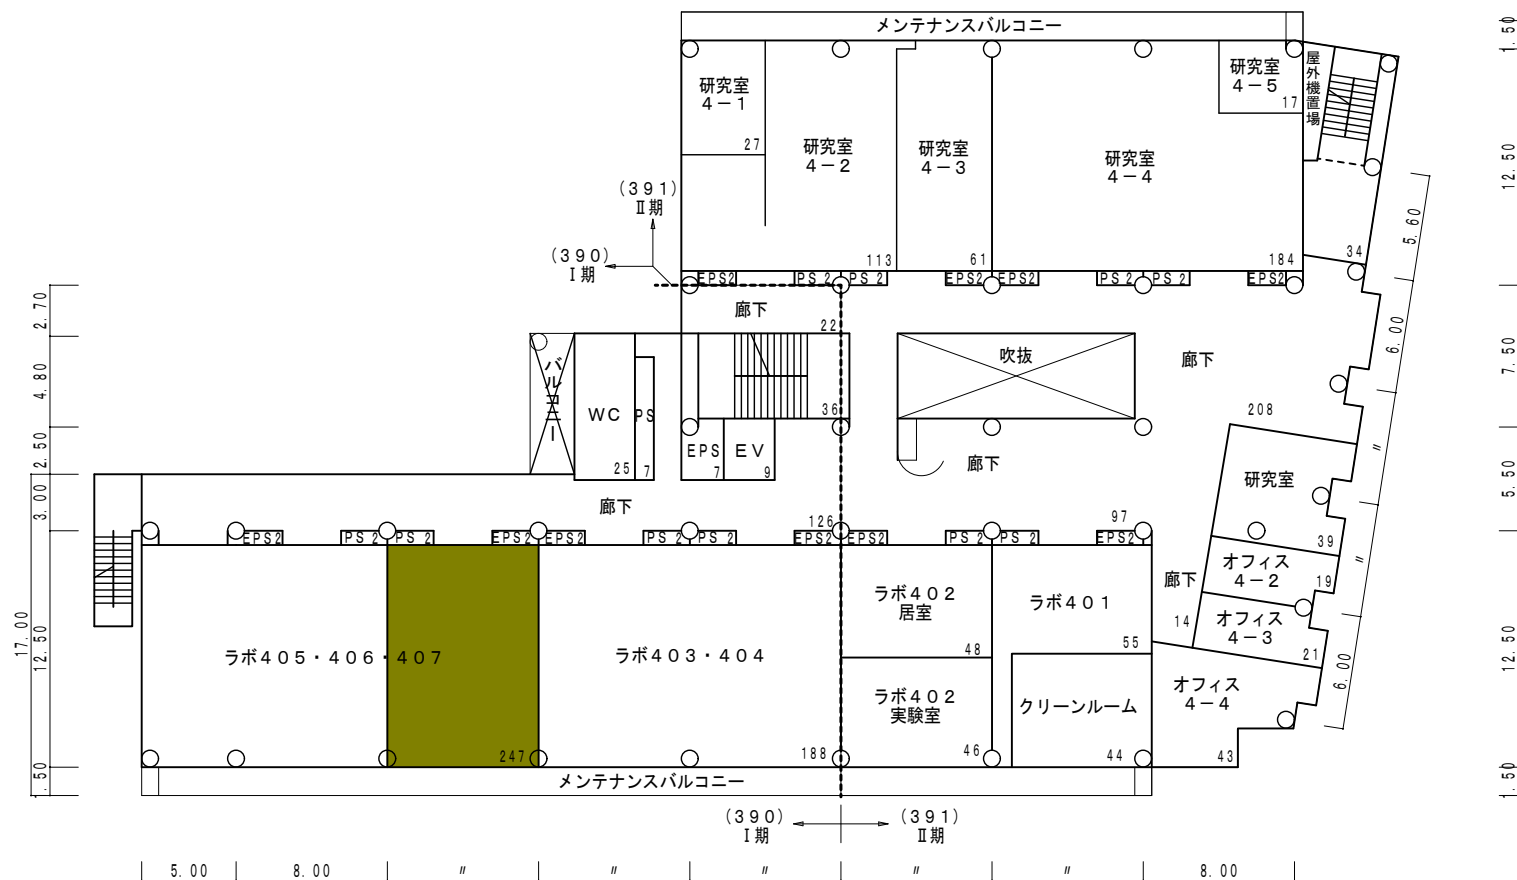 メンテナンスバルコニー
研究室
4－1
27
研究室
4－2
113
研究室
4－3
61
研究室
4－4
184
研究室
4－5
17
屋外機置場
34
1.50
12.50
7.50
5.50
12.50
1.50
5.60
6.00
〃
〃
6.00
(391)
Ⅱ期
(390)
Ⅰ期
EPS2
PS 2
PS 2
EPS2
EPS2
PS 2
PS 2
EPS2
廊下
22
吹抜
廊下
208
バルコニー
WC
25
PS
7
36
EPS
7
EV
9
廊下
研究室
39
廊下
126
97
EPS2
PS 2
PS 2
EPS2
EPS2
PS 2
PS 2
EPS2
EPS2
PS 2
PS 2
EPS2
オフィス
4－2
19
廊下
14
オフィス
4－3
21
オフィス
4－4
43
ラボ405・406・407
247
ラボ403・404
188
ラボ402
居室
48
ラボ402
実験室
46
ラボ401
55
クリーンルーム
44
メンテナンスバルコニー
(390)
Ⅰ期
(391)
Ⅱ期
2.70
4.80
2.50
3.00
17.00
12.50
.50
5.00
8.00
〃
〃
〃
〃
〃
8.00